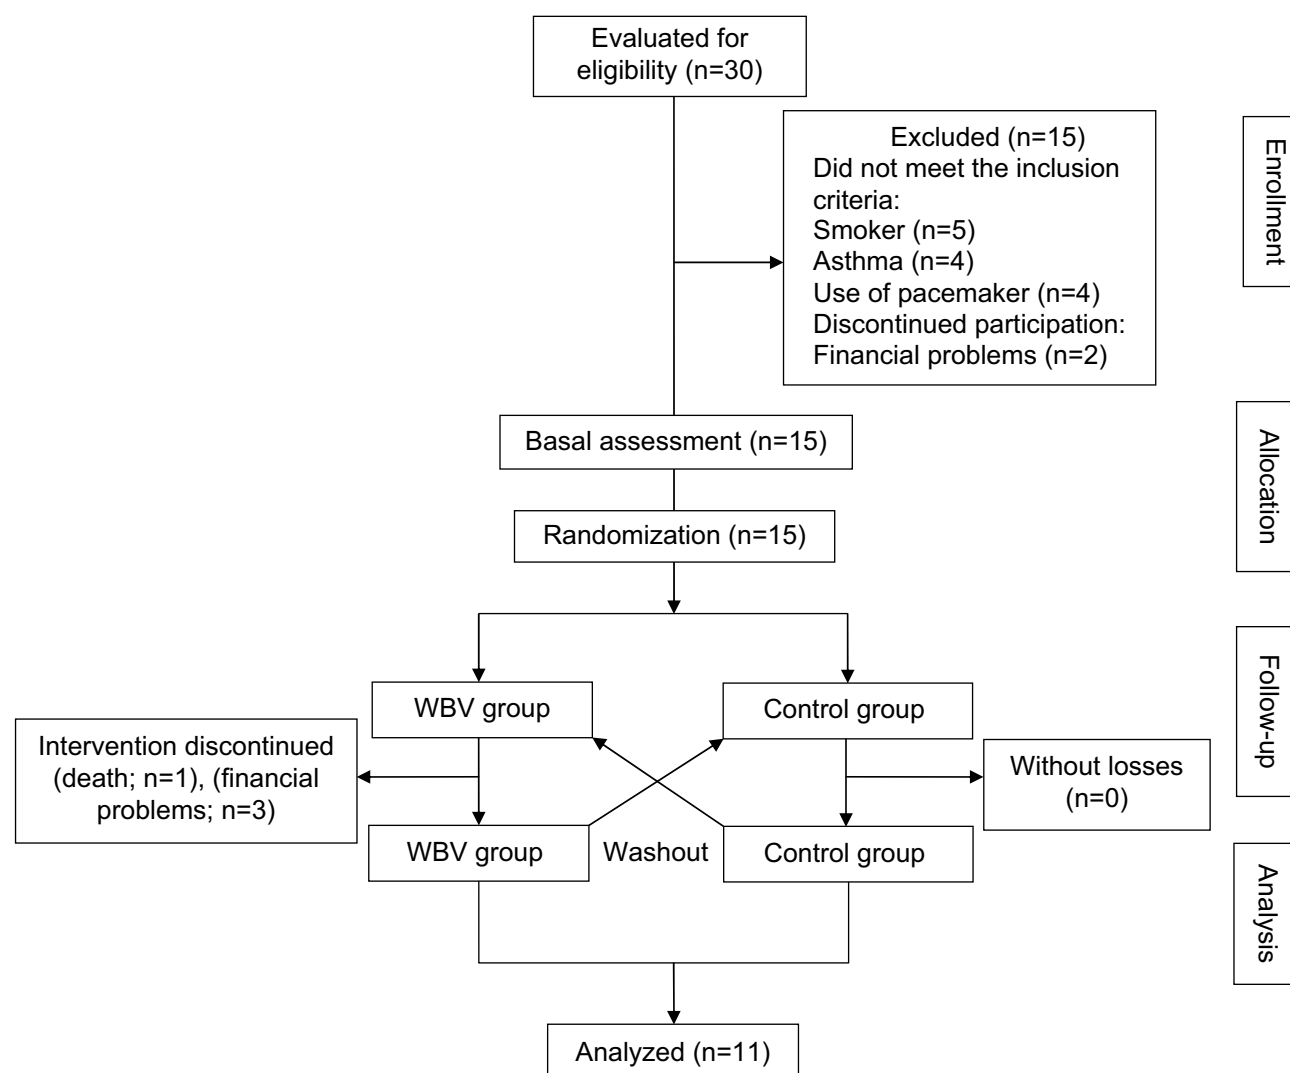 Evaluated for
eligibility (n=30)
Excluded (n=15)
Did not meet the inclusion
criteria:
Smoker (n=5)
Asthma (n=4)
Use of pacemaker (n=4)
Discontinued participation:
Financial problems (n=2)
Enrollment
Basal assessment (n=15)
Randomization (n=15)
Allocation
WBV group
Control group
Intervention discontinued
(death; n=1), (financial
problems; n=3)
Without losses
(n=0)
Follow-up
WBV group
Washout
Control group
Analysis
Analyzed (n=11)